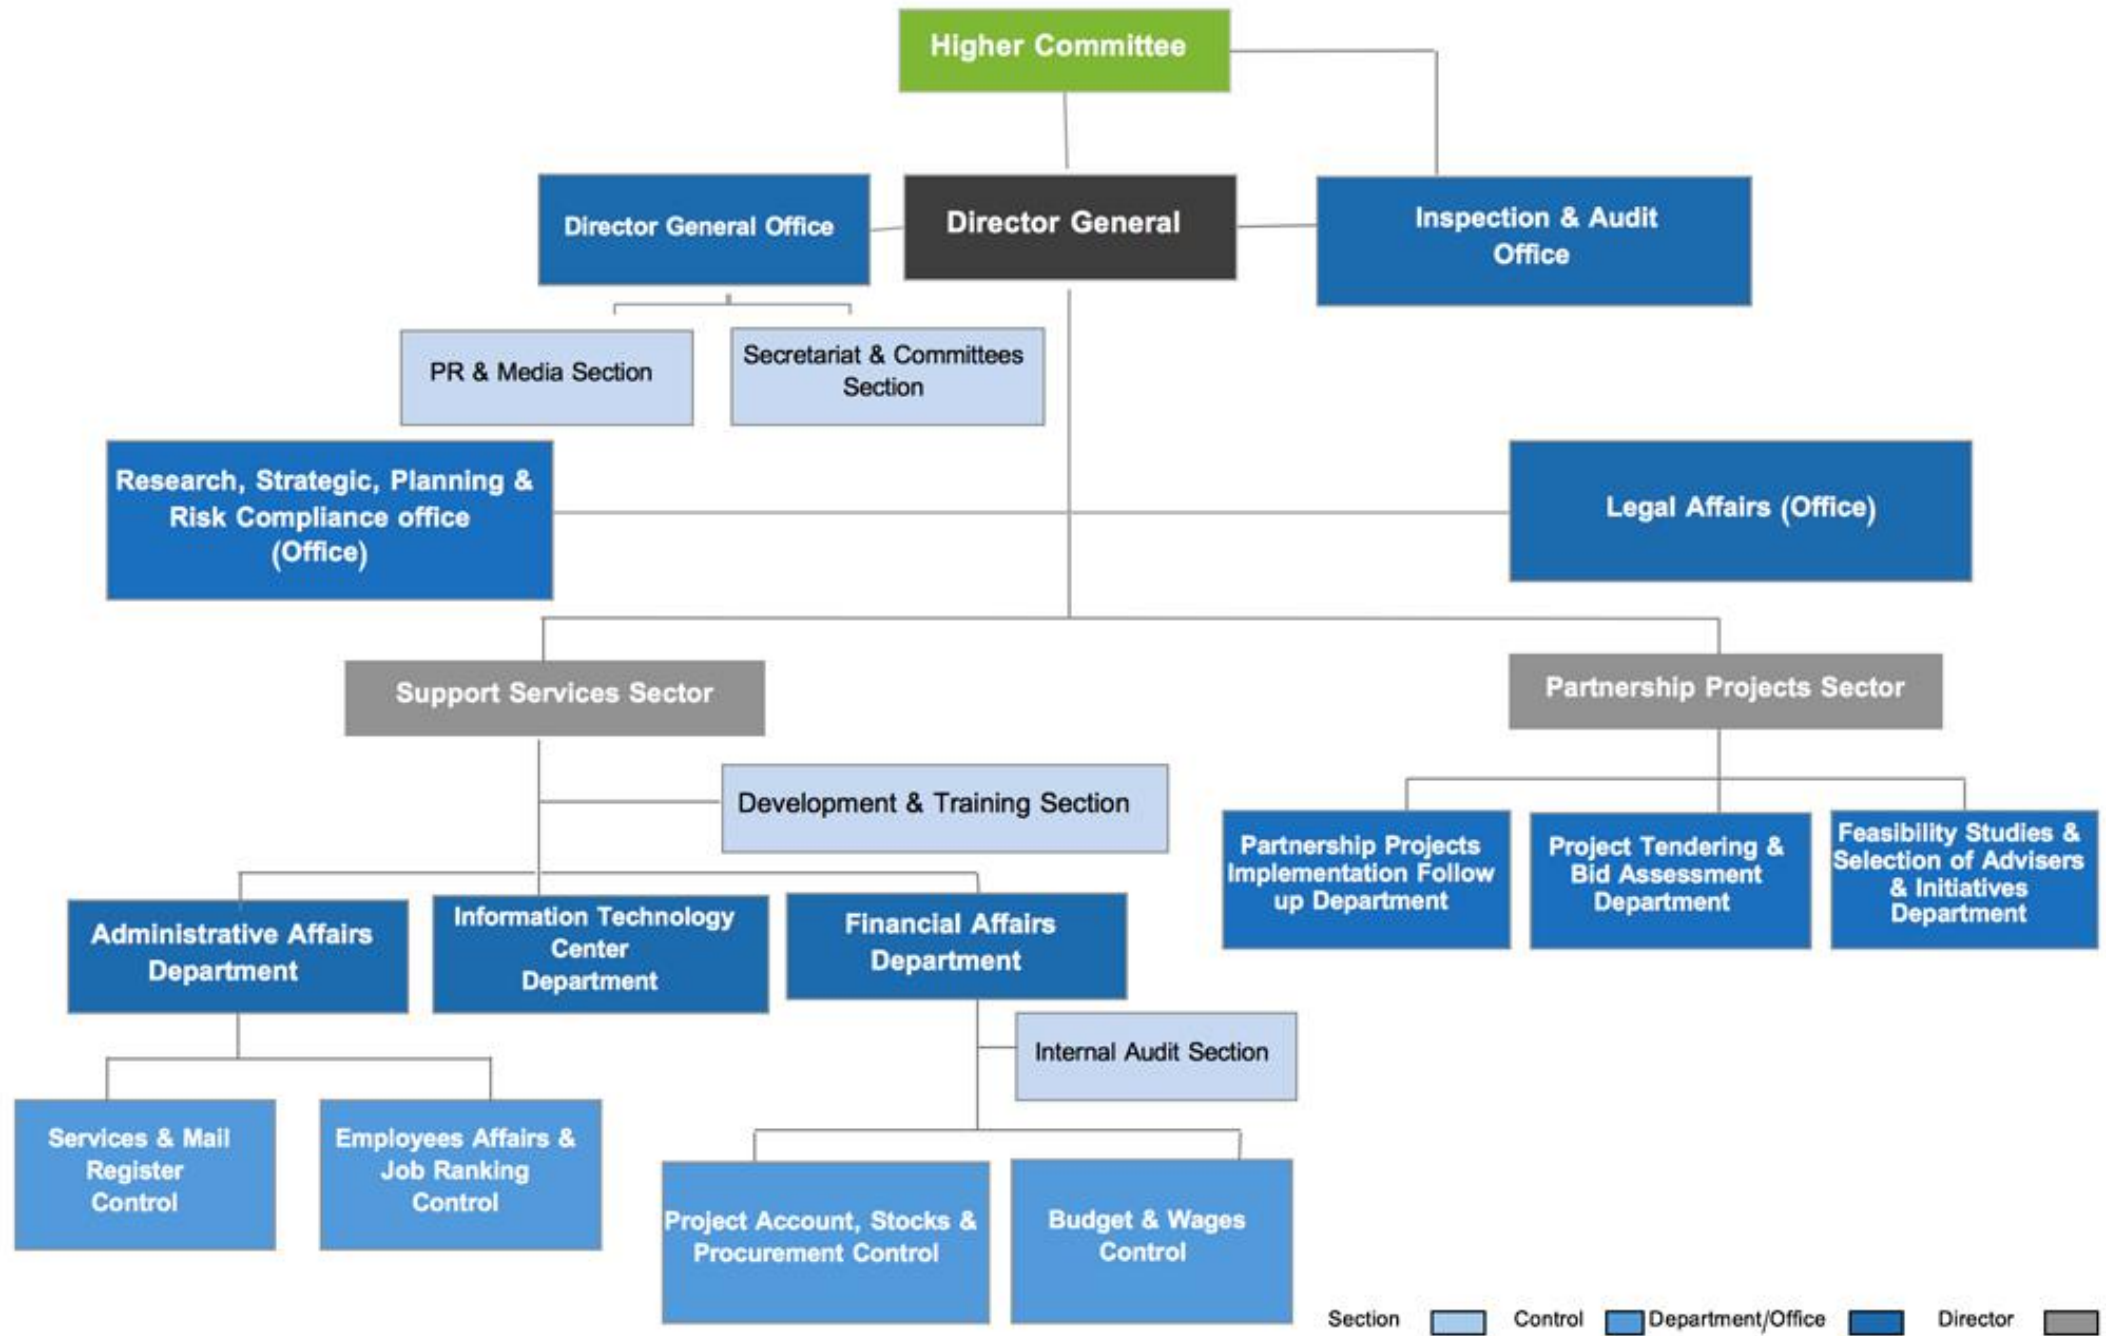 Higher Committee
Director General Office
Director General
Inspection & Audit
Office
PR & Media Section
Secretariat & Committees
Section
Research, Strategic, Planning &
Risk Compliance office
(Office)
Legal Affairs (Office)
Support Services Sector
Partnership Projects Sector
Development & Training Section
Partnership Projects
Implementation Follow
up Department
Project Tendering &
Bid Assessment
Department
Feasibility Studies &
Selection of Advisers
& Initiatives
Department
Administrative Affairs
Department
Information Technology
Center
Department
Financial Affairs
Department
Internal Audit Section
Services & Mail
Register
Control
Employees Affairs &
Job Ranking
Control
Project Account, Stocks &
Procurement Control
Budget & Wages
Control
Section Control Department/Office Director